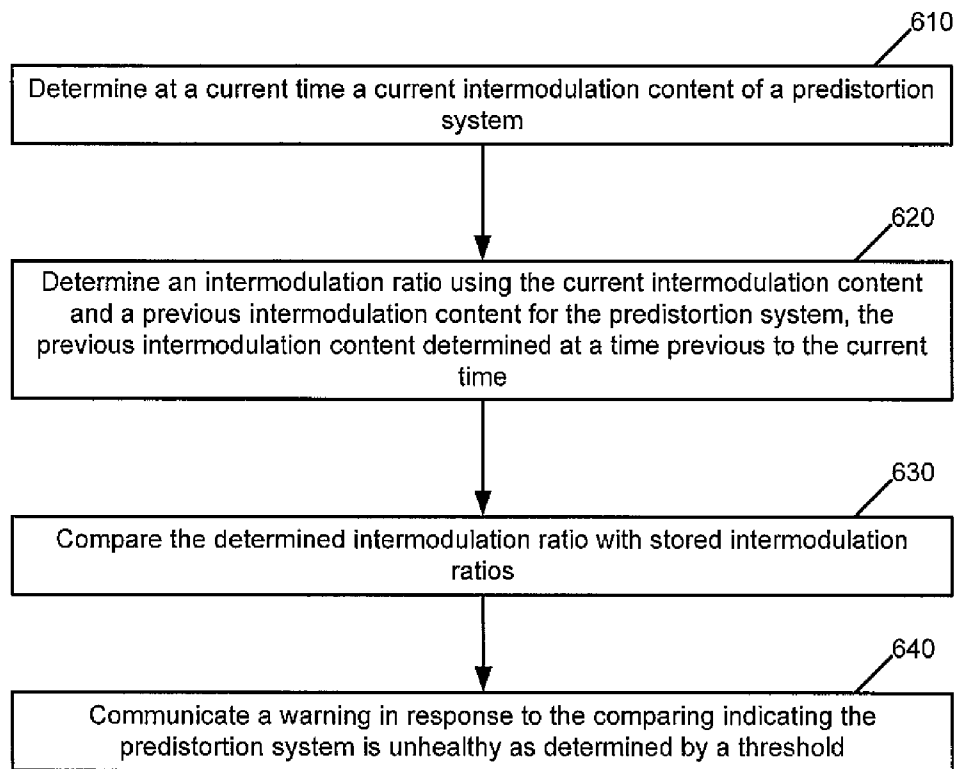 610
Determine at a current time a current intermodulation content of a predistortion
system
620
Determine an intermodulation ratio using the current intermodulation content
and a previous intermodulation content for the predistortion system, the
previous intermodulation content determined at a time previous to the current
time
630
Compare the determined intermodulation ratio with stored intermodulation
ratios
640
Communicate a warning in response to the comparing indicating the
predistortion system is unhealthy as determined by a threshold